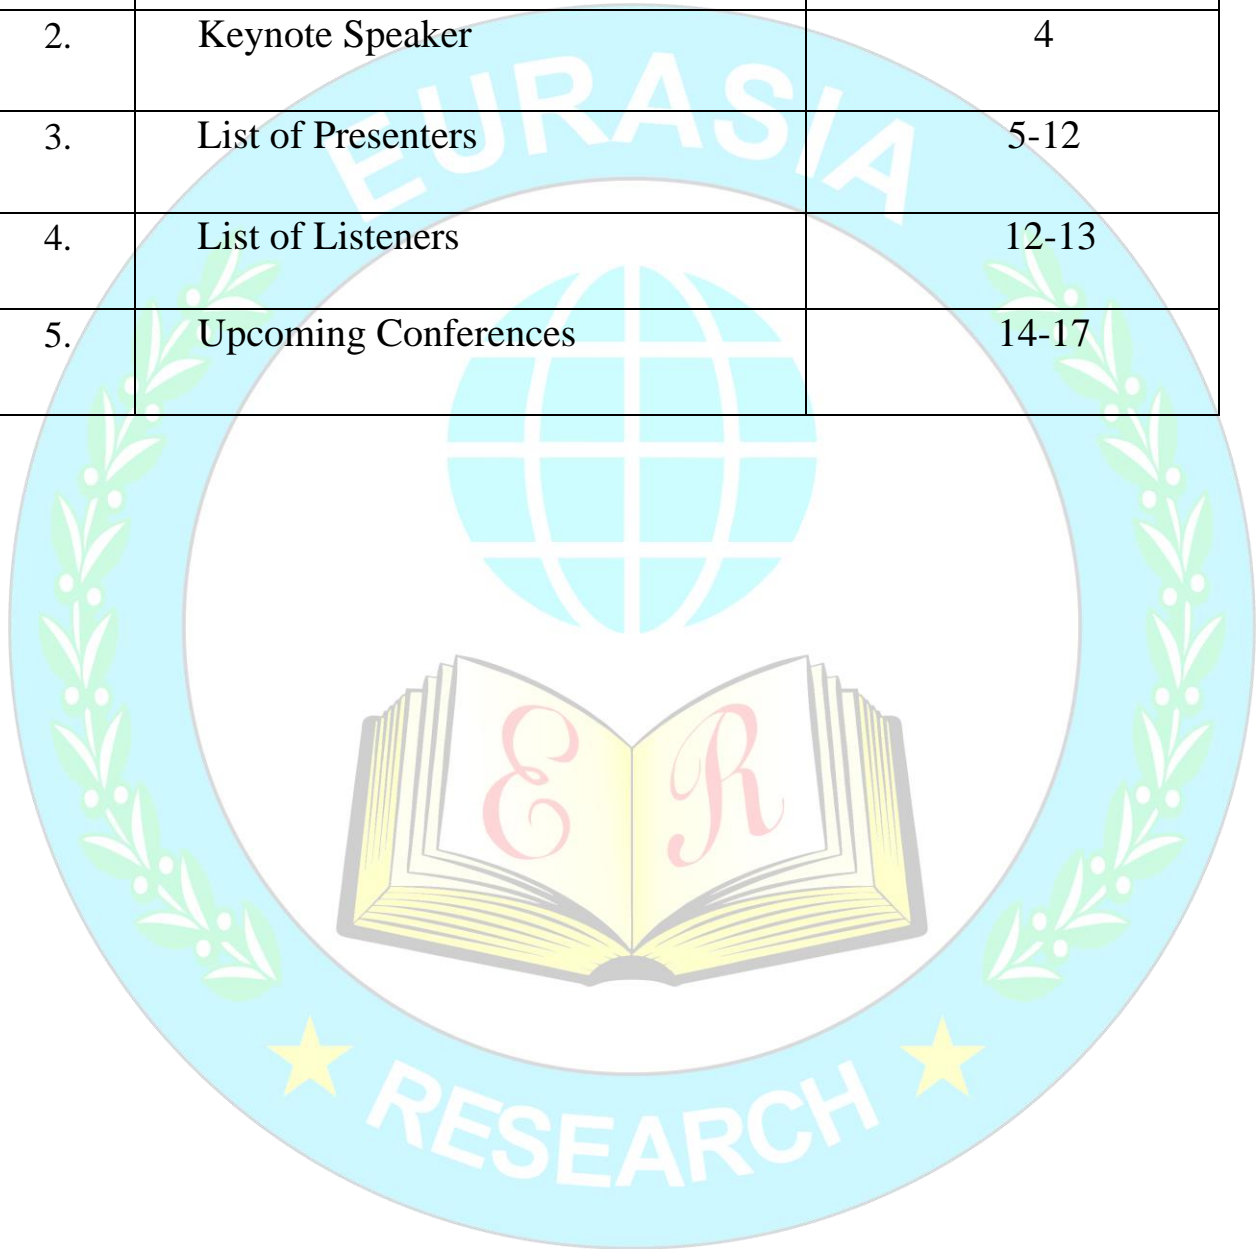 2. Keynote Speaker 4
3. List of Presenters 5-12
4. List of Listeners 12-13
5. Upcoming Conferences 14-17
EURASIA
ER
RESEARCH